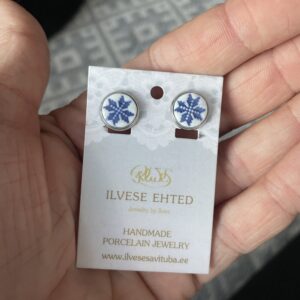 ILVESE EHTED
Jewelry by Ilves
HANDMADE
PORCELAIN JEWELRY
www.ilvesesavituba.ee